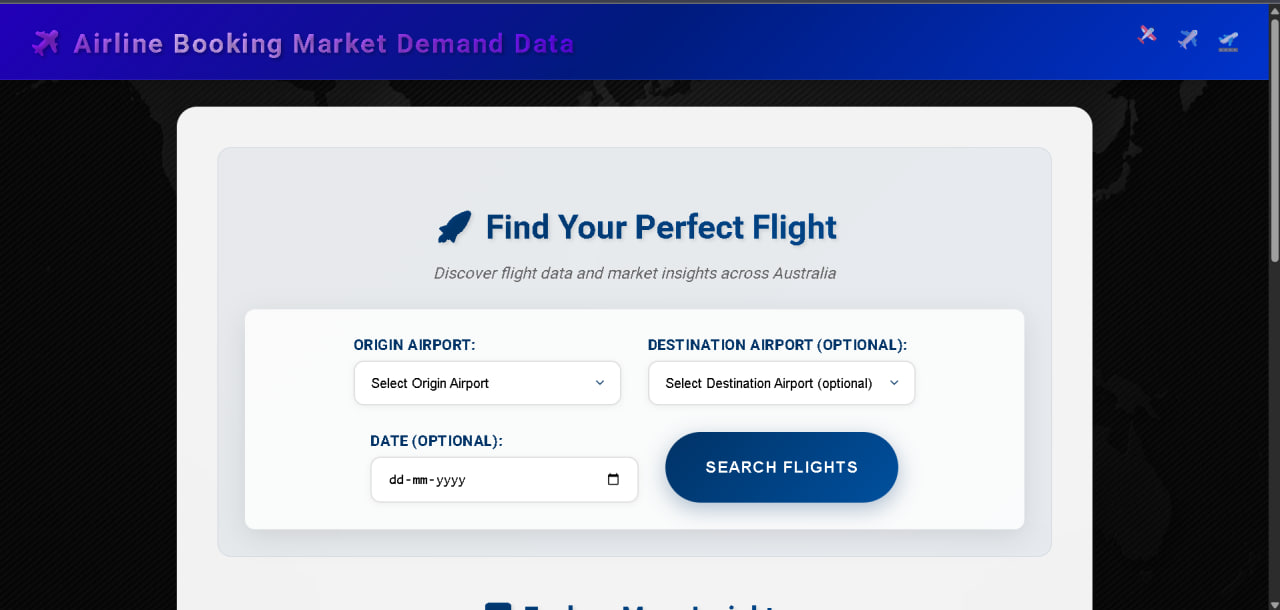 Airline Booking Market Demand Data
Find Your Perfect Flight
Discover flight data and market insights across Australia
ORIGIN AIRPORT:
DESTINATION AIRPORT (OPTIONAL):
Select Origin Airport
Select Destination Airport (optional)
DATE (OPTIONAL):
dd-mm-yyyy
SEARCH FLIGHTS